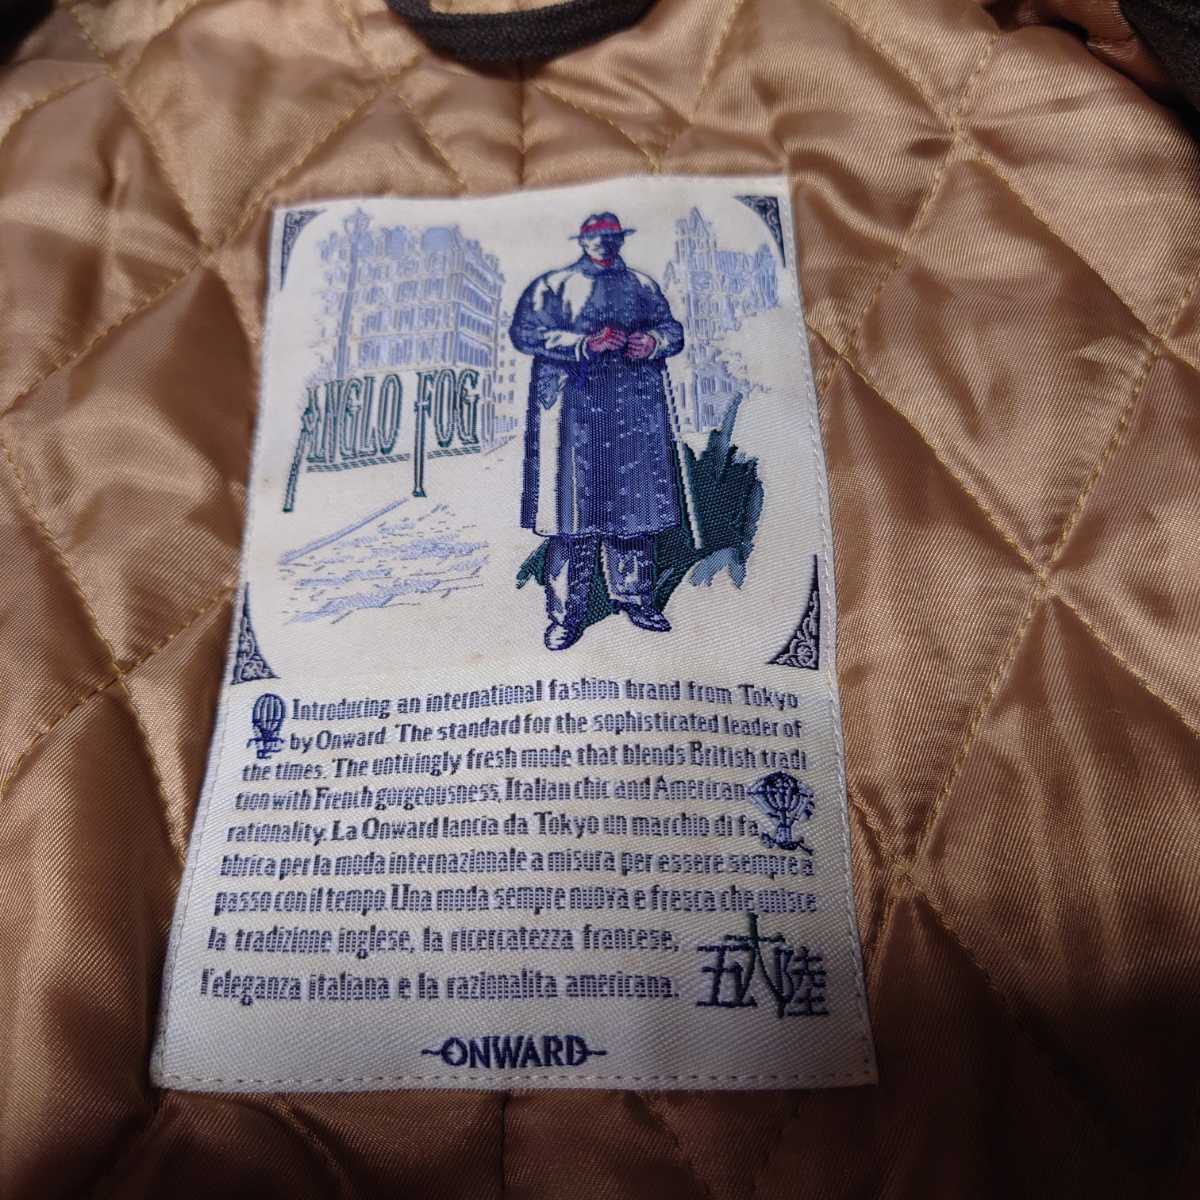 ANGLO FOG
Introducing an international fashion brand from Tokyo
by Onward. The standard for the sophisticated leader of
the times. The untiringly fresh mode that blends British tradi
tion with French gorgeousness, Italian chic and American
rationality. La Onward lancia da Tokyo un marchio di fa
bbrica per la moda internazionale a misura per essere sempre a
passo con il tempo. Una moda sempre nuova e fresca che unisce
la tradizione inglese, la ricercatezza francese,
l'eleganza italiana e la razionalita americana.
五大陸
ONWARD